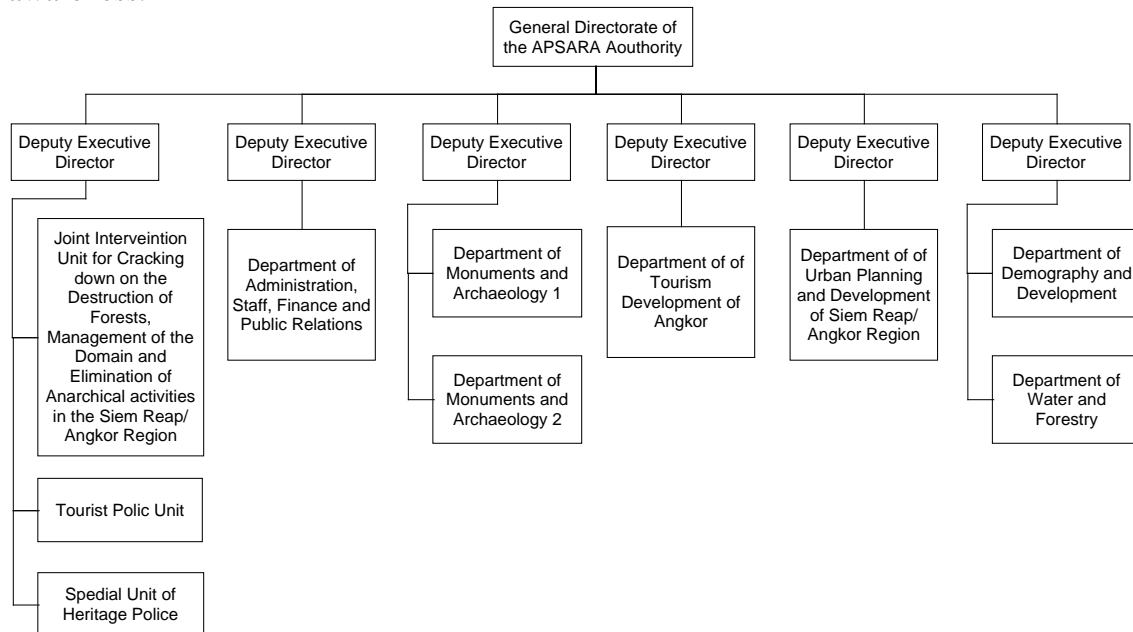 General Directorate of
the APSARA Aouthority
Deputy Executive
Director
Deputy Executive
Director
Deputy Executive
Director
Deputy Executive
Director
Deputy Executive
Director
Deputy Executive
Director
Joint Interveintion
Unit for Cracking
down on the
Destruction of
Forests,
Management of the
Domain and
Elimination of
Anarchical activities
in the Siem Reap/
Angkor Region
Tourist Polic Unit
Spedial Unit of
Heritage Police
Department of
Administration,
Staff, Finance and
Public Relations
Department of
Monuments and
Archaeology 1
Department of
Monuments and
Archaeology 2
Department of of
Tourism
Development of
Angkor
Department of of
Urban Planning
and Development
of Siem Reap/
Angkor Region
Department of
Demography and
Development
Department of
Water and
Forestry